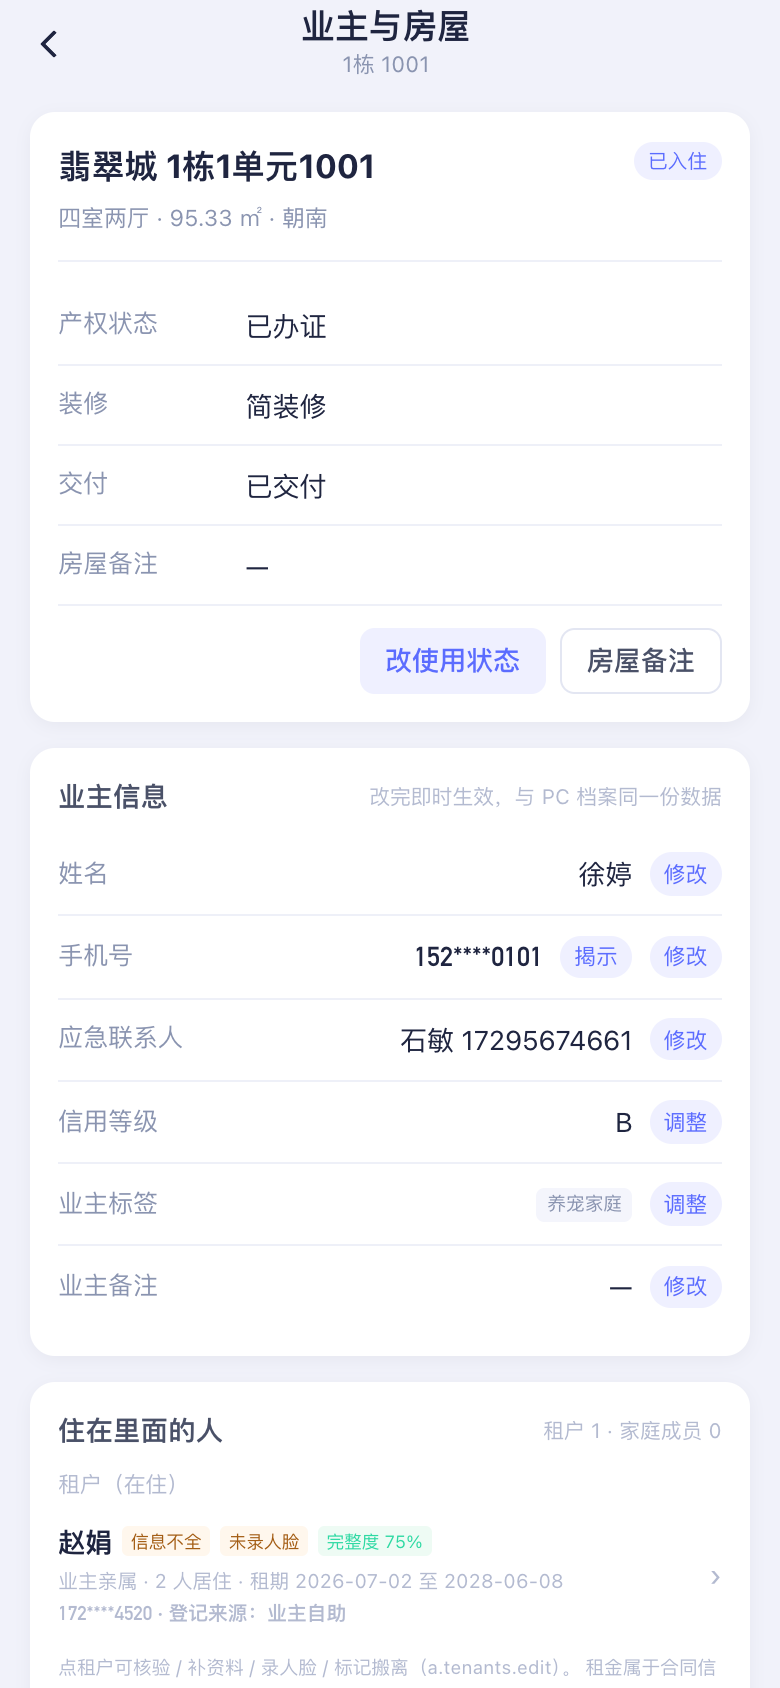 业主与房屋
1栋 1001
翡翠城 1栋1单元1001
已入住
四室两厅 · 95.33 ㎡ · 朝南
产权状态 已办证
装修 简装修
交付 已交付
房屋备注 —
改使用状态 房屋备注
业主信息 改完即时生效，与 PC 档案同一份数据
姓名 徐婷 修改
手机号 152****0101 揭示 修改
应急联系人 石敏 17295674661 修改
信用等级 B 调整
业主标签 养宠家庭 调整
业主备注 — 修改
住在里面的人 租户 1 · 家庭成员 0
租户（在住）
赵娟 信息不全 未录人脸 完整度 75%
业主亲属 · 2 人居住 · 租期 2026-07-02 至 2028-06-08
172****4520 · 登记来源：业主自助
点租户可核验 / 补资料 / 录人脸 / 标记搬离（a.tenants.edit）。租金属于合同信